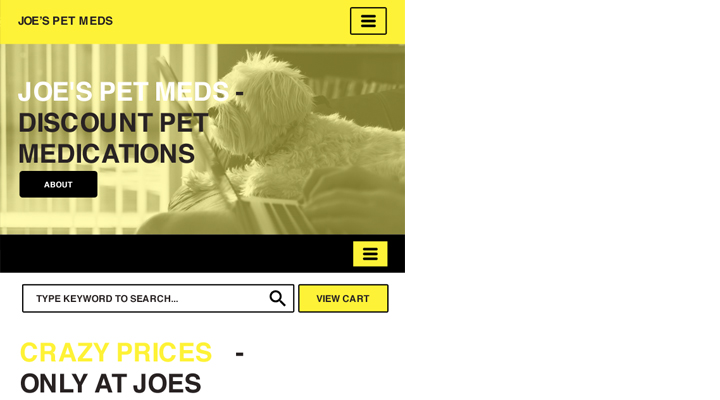 JOE'S PET MEDS
JOE'S PET MEDS -
DISCOUNT PET
MEDICATIONS
ABOUT
TYPE KEYWORD TO SEARCH...
VIEW CART
CRAZY PRICES -
ONLY AT JOES